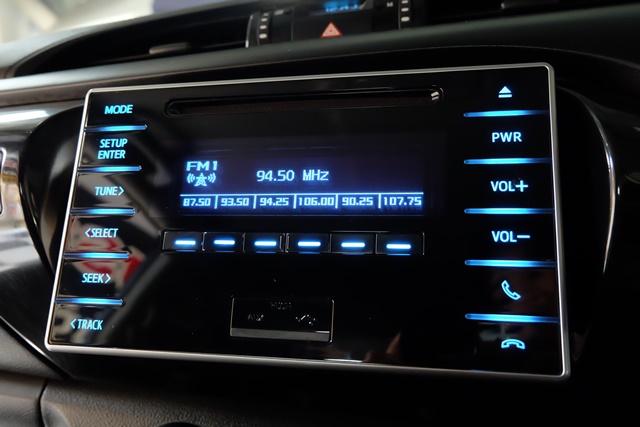 MODE
SETUP
ENTER
TUNE>
<SELECT
SEEK>
<TRACK
FM1
94.50 MHz
87.50 93.50 94.25 106.00 90.25 107.75
PWR
VOL+
VOL-